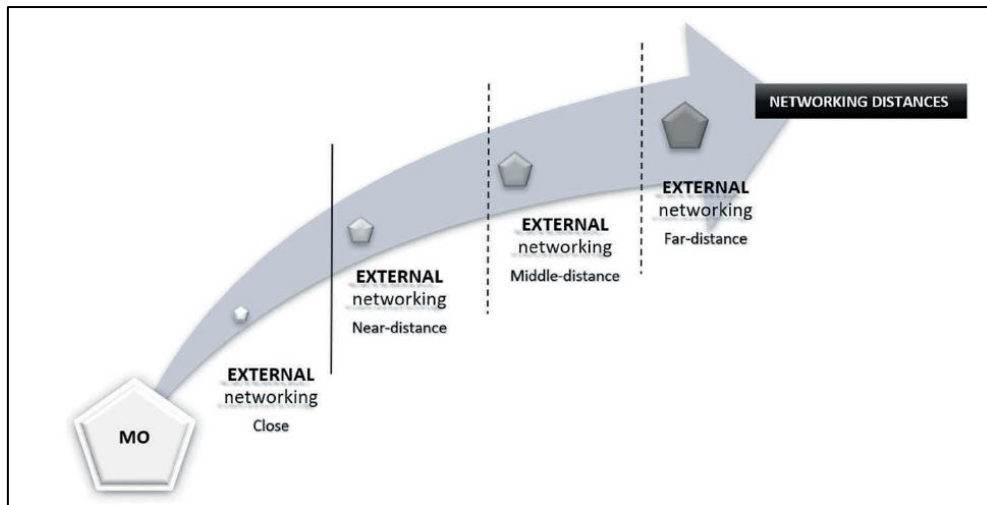 NETWORKING DISTANCES
EXTERNAL
networking
Far-distance
EXTERNAL
networking
Middle-distance
EXTERNAL
networking
Near-distance
EXTERNAL
networking
Close
MO